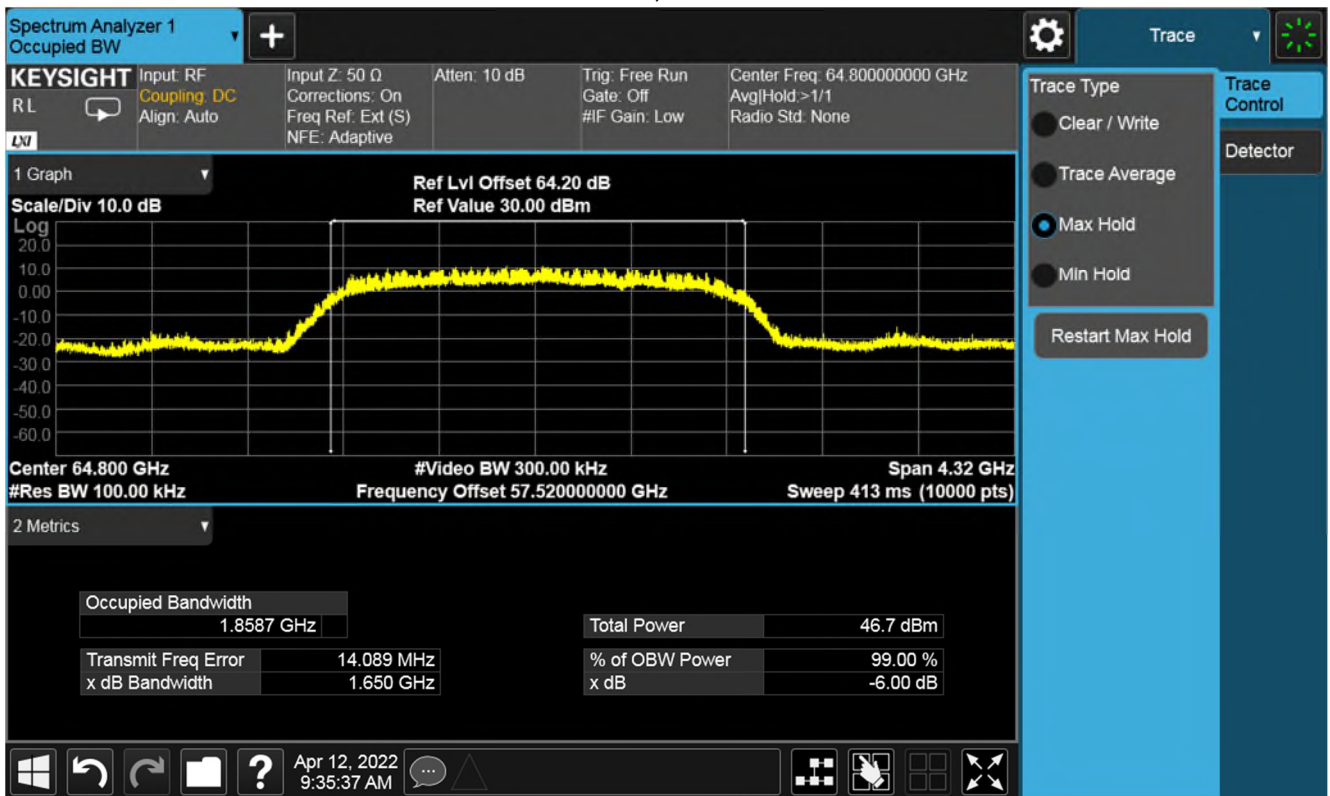 Spectrum Analyzer 1
Occupied BW
Trace
KEYSIGHT
R L
LXI
Input: RF
Coupling: DC
Align: Auto
Input Z: 50 Ω
Corrections: On
Freq Ref: Ext (S)
NFE: Adaptive
Atten: 10 dB
Trig: Free Run
Gate: Off
#IF Gain: Low
Center Freq: 64.800000000 GHz
Avg|Hold:>1/1
Radio Std: None
1 Graph
Scale/Div 10.0 dB
Ref Lvl Offset 64.20 dB
Ref Value 30.00 dBm
Log
20.0
10.0
0.00
-10.0
-20.0
-30.0
-40.0
-50.0
-60.0
Center 64.800 GHz
#Video BW 300.00 kHz
Span 4.32 GHz
#Res BW 100.00 kHz
Frequency Offset 57.520000000 GHz
Sweep 413 ms (10000 pts)
2 Metrics
Occupied Bandwidth
1.8587 GHz
Total Power 46.7 dBm
Transmit Freq Error 14.089 MHz
% of OBW Power 99.00 %
x dB Bandwidth 1.650 GHz
x dB -6.00 dB
Trace Type
Clear / Write
Trace Average
Max Hold
Min Hold
Restart Max Hold
Trace
Control
Detector
?
Apr 12, 2022
9:35:37 AM